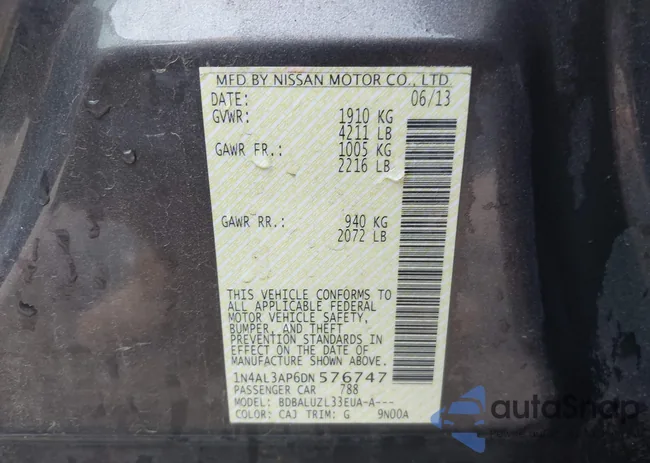 MFD BY NISSAN MOTOR CO., LTD.
DATE: 06/13
GVWR: 1910 KG
4211 LB
GAWR FR.: 1005 KG
2216 LB
GAWR RR.: 940 KG
2072 LB
THIS VEHICLE CONFORMS TO
ALL APPLICABLE FEDERAL
MOTOR VEHICLE SAFETY,
BUMPER, AND THEFT
PREVENTION STANDARDS IN
EFFECT ON THE DATE OF
MANUFACTURE SHOWN ABOVE.
1N4AL3AP6DN576747
PASSENGER CAR 788
MODEL: BDBALUZL33EUA-A---
COLOR: CAJ TRIM: G 9N00A
autoSnap